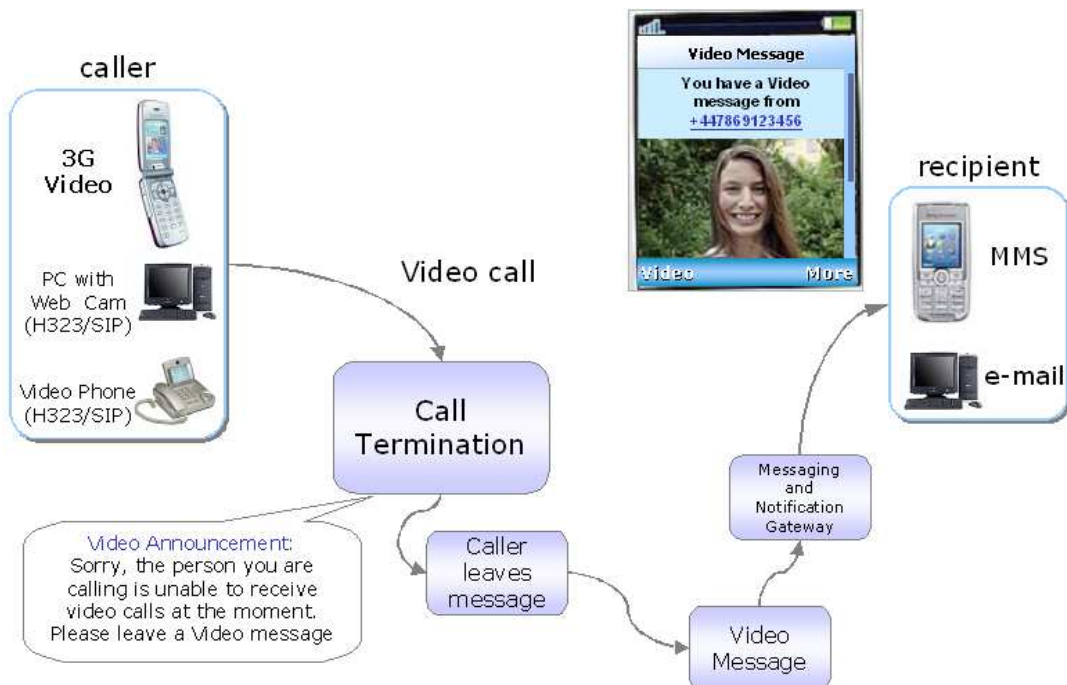 caller
3G
Video
PC with
Web Cam
(H323/SIP)
Video Phone
(H323/SIP)
Video call
Call
Termination
Video Announcement:
Sorry, the person you are
calling is unable to receive
video calls at the moment.
Please leave a Video message
Caller
leaves
message
Video
Message
Messaging
and
Notification
Gateway
Video Message
You have a Video
message from
+447869123456
Video
More
recipient
MMS
e-mail